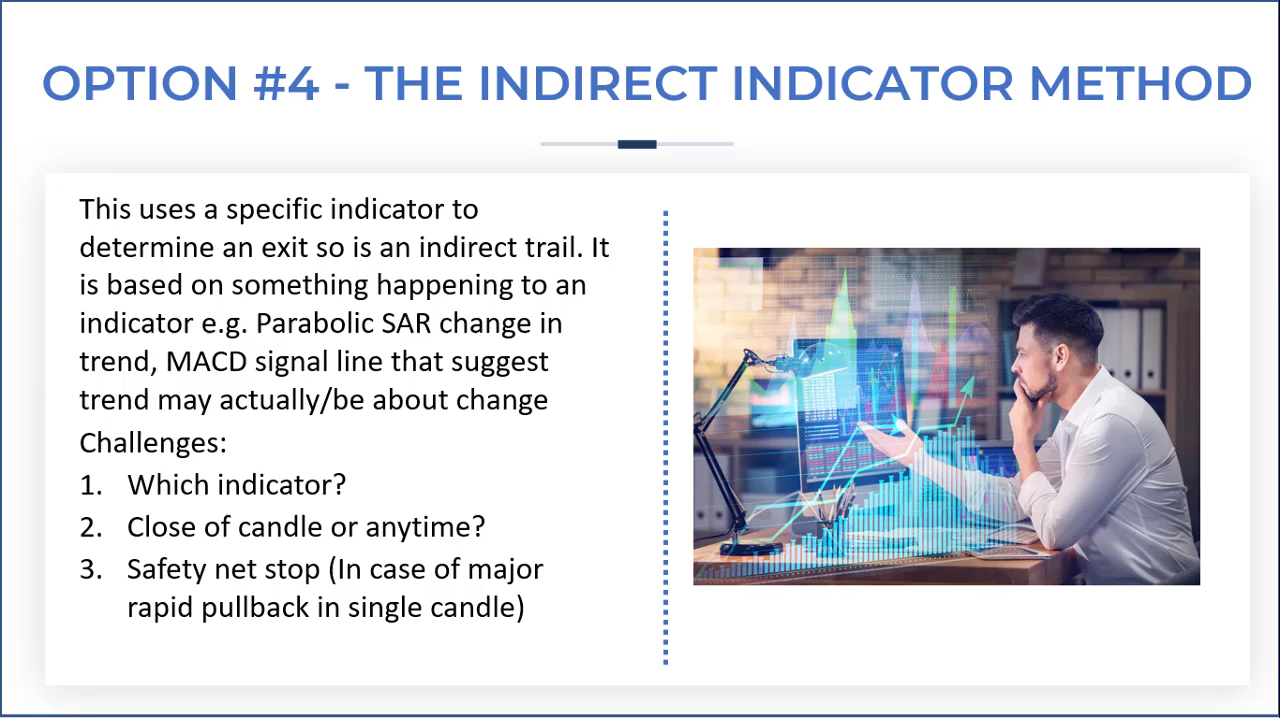 OPTION #4 - THE INDIRECT INDICATOR METHOD
This uses a specific indicator to
determine an exit so is an indirect trail. It
is based on something happening to an
indicator e.g. Parabolic SAR change in
trend, MACD signal line that suggest
trend may actually/be about change
Challenges:
1. Which indicator?
2. Close of candle or anytime?
3. Safety net stop (In case of major
rapid pullback in single candle)